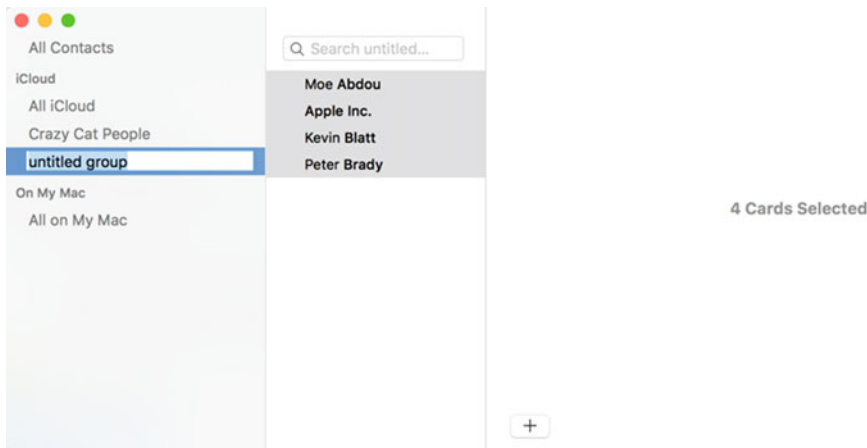 All Contacts
iCloud
All iCloud
Crazy Cat People
untitled group
On My Mac
All on My Mac
Search untitled...
Moe Abdou
Apple Inc.
Kevin Blatt
Peter Brady
4 Cards Selected
+